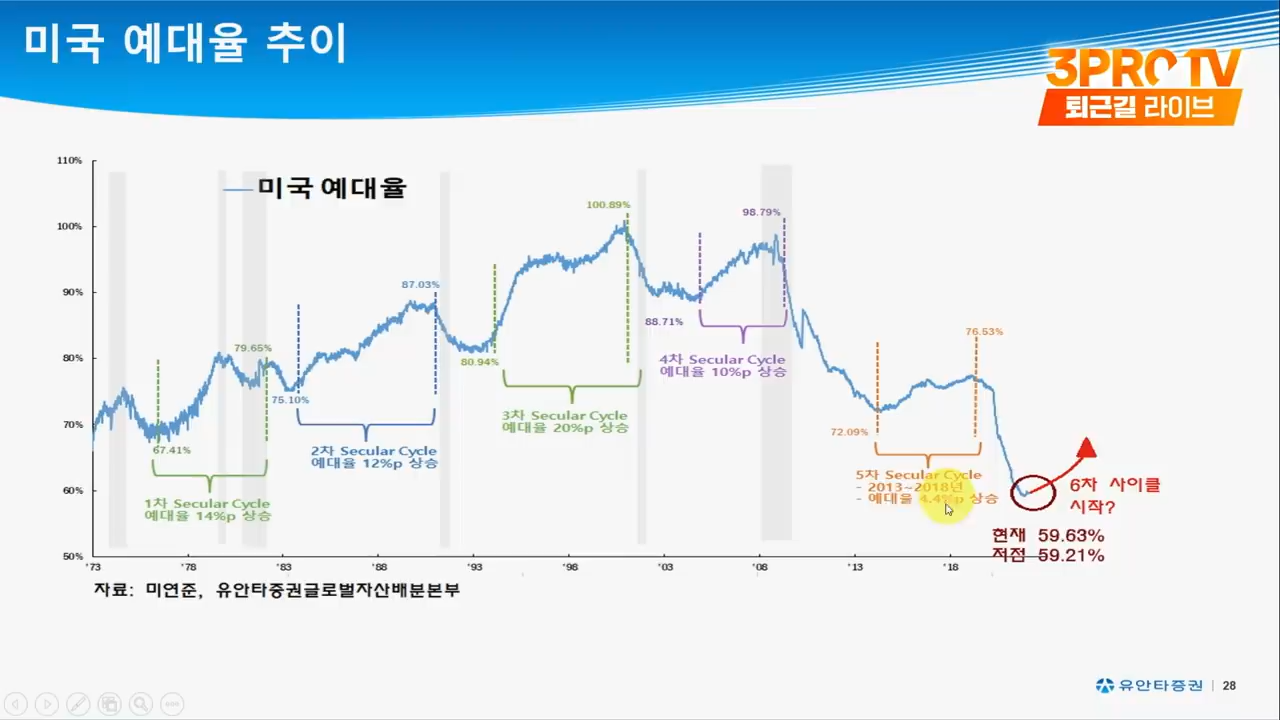 미국 예대율 추이
3PROTV
퇴근길 라이브
110%
100%
90%
80%
70%
60%
50%
미국 예대율
79.65%
67.41%
75.10%
87.03%
80.94%
100.89%
88.71%
98.79%
72.09%
76.53%
1차 Secular Cycle
예대율 14%p 상승
2차 Secular Cycle
예대율 12%p 상승
3차 Secular Cycle
예대율 20%p 상승
4차 Secular Cycle
예대율 10%p 상승
5차 Secular Cycle
- 2013~2018년
- 예대율 4.4%p 상승
6차 사이클
시작?
현재 59.63%
저점 59.21%
'73 '78 '83 '88 '93 '98 '03 '08 '13 '18
자료: 미연준, 유안타증권글로벌자산배분본부
유안타증권 | 28